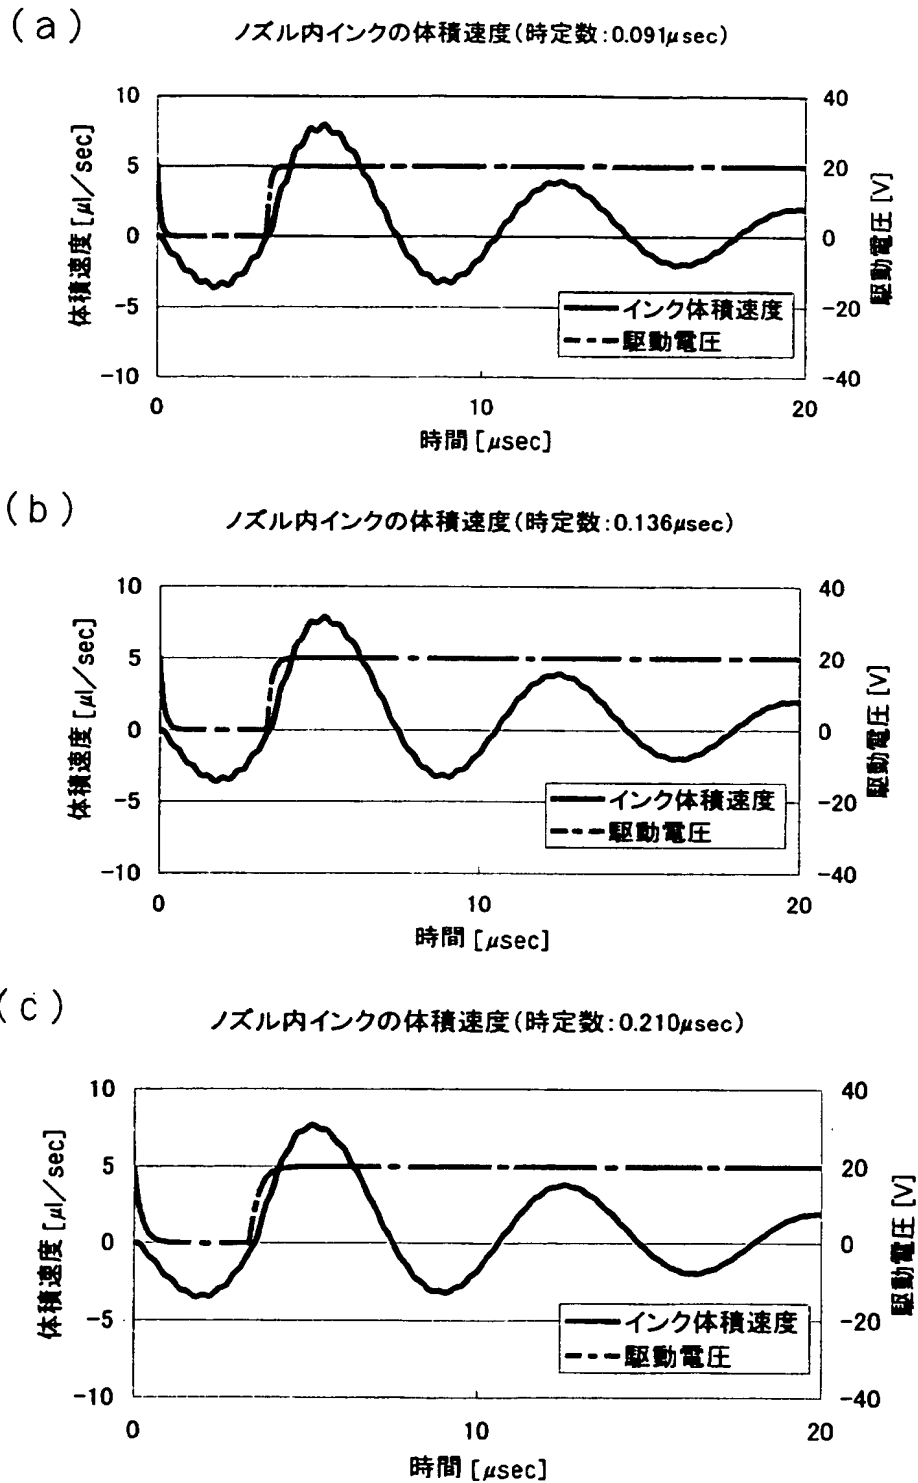 (a)
ノズル内インクの体積速度(時定数:0.091μsec)
体積速度[μl/sec]
10
5
0
-5
-10
40
20
0
-20
-40
駆動電圧[V]
インク体積速度
駆動電圧
0 10 20
時間[μsec]
(b)
ノズル内インクの体積速度(時定数:0.136μsec)
体積速度[μl/sec]
10
5
0
-5
-10
40
20
0
-20
-40
駆動電圧[V]
インク体積速度
駆動電圧
0 10 20
時間[μsec]
(c)
ノズル内インクの体積速度(時定数:0.210μsec)
体積速度[μl/sec]
10
5
0
-5
-10
40
20
0
-20
-40
駆動電圧[V]
インク体積速度
駆動電圧
0 10 20
時間[μsec]